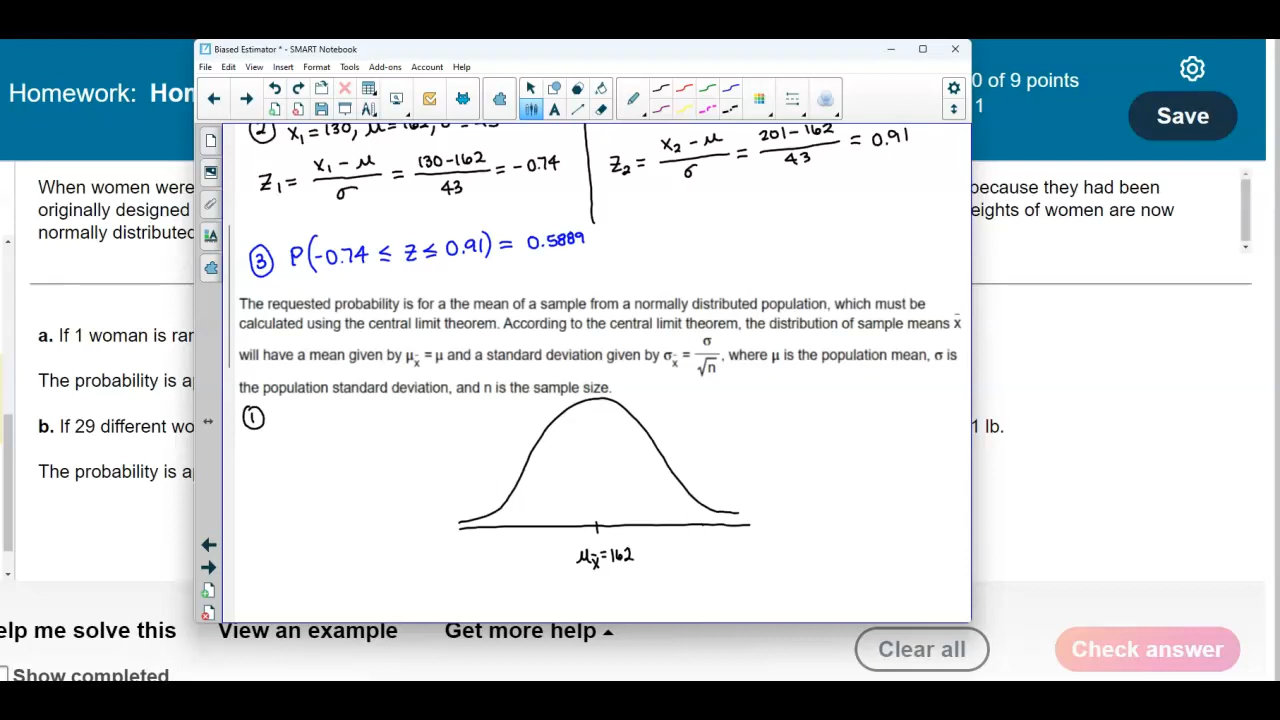 Biased Estimator * - SMART Notebook
File Edit View Insert Format Tools Add-ons Account Help
Homework: Hom
0 of 9 points
1
Save
When women were
because they had been
originally designed
eights of women are now
normally distributed
② x₁ = 130, μ = 162,
Z₁ = (x₁ - μ)/σ = (130-162)/43 = -0.74
Z₂ = (x₂ - μ)/σ = (201-162)/43 = 0.91
③ P(-0.74 ≤ Z ≤ 0.91) = 0.5889
The requested probability is for a the mean of a sample from a normally distributed population, which must be
calculated using the central limit theorem. According to the central limit theorem, the distribution of sample means x̄
will have a mean given by μx̄ = μ and a standard deviation given by σx̄ = σ/√n, where μ is the population mean, σ is
the population standard deviation, and n is the sample size.
①
μx̄ = 162
a. If 1 woman is ran
The probability is a
b. If 29 different wo
1 lb.
The probability is a
elp me solve this
View an example
Get more help
Clear all
Check answer
Show completed